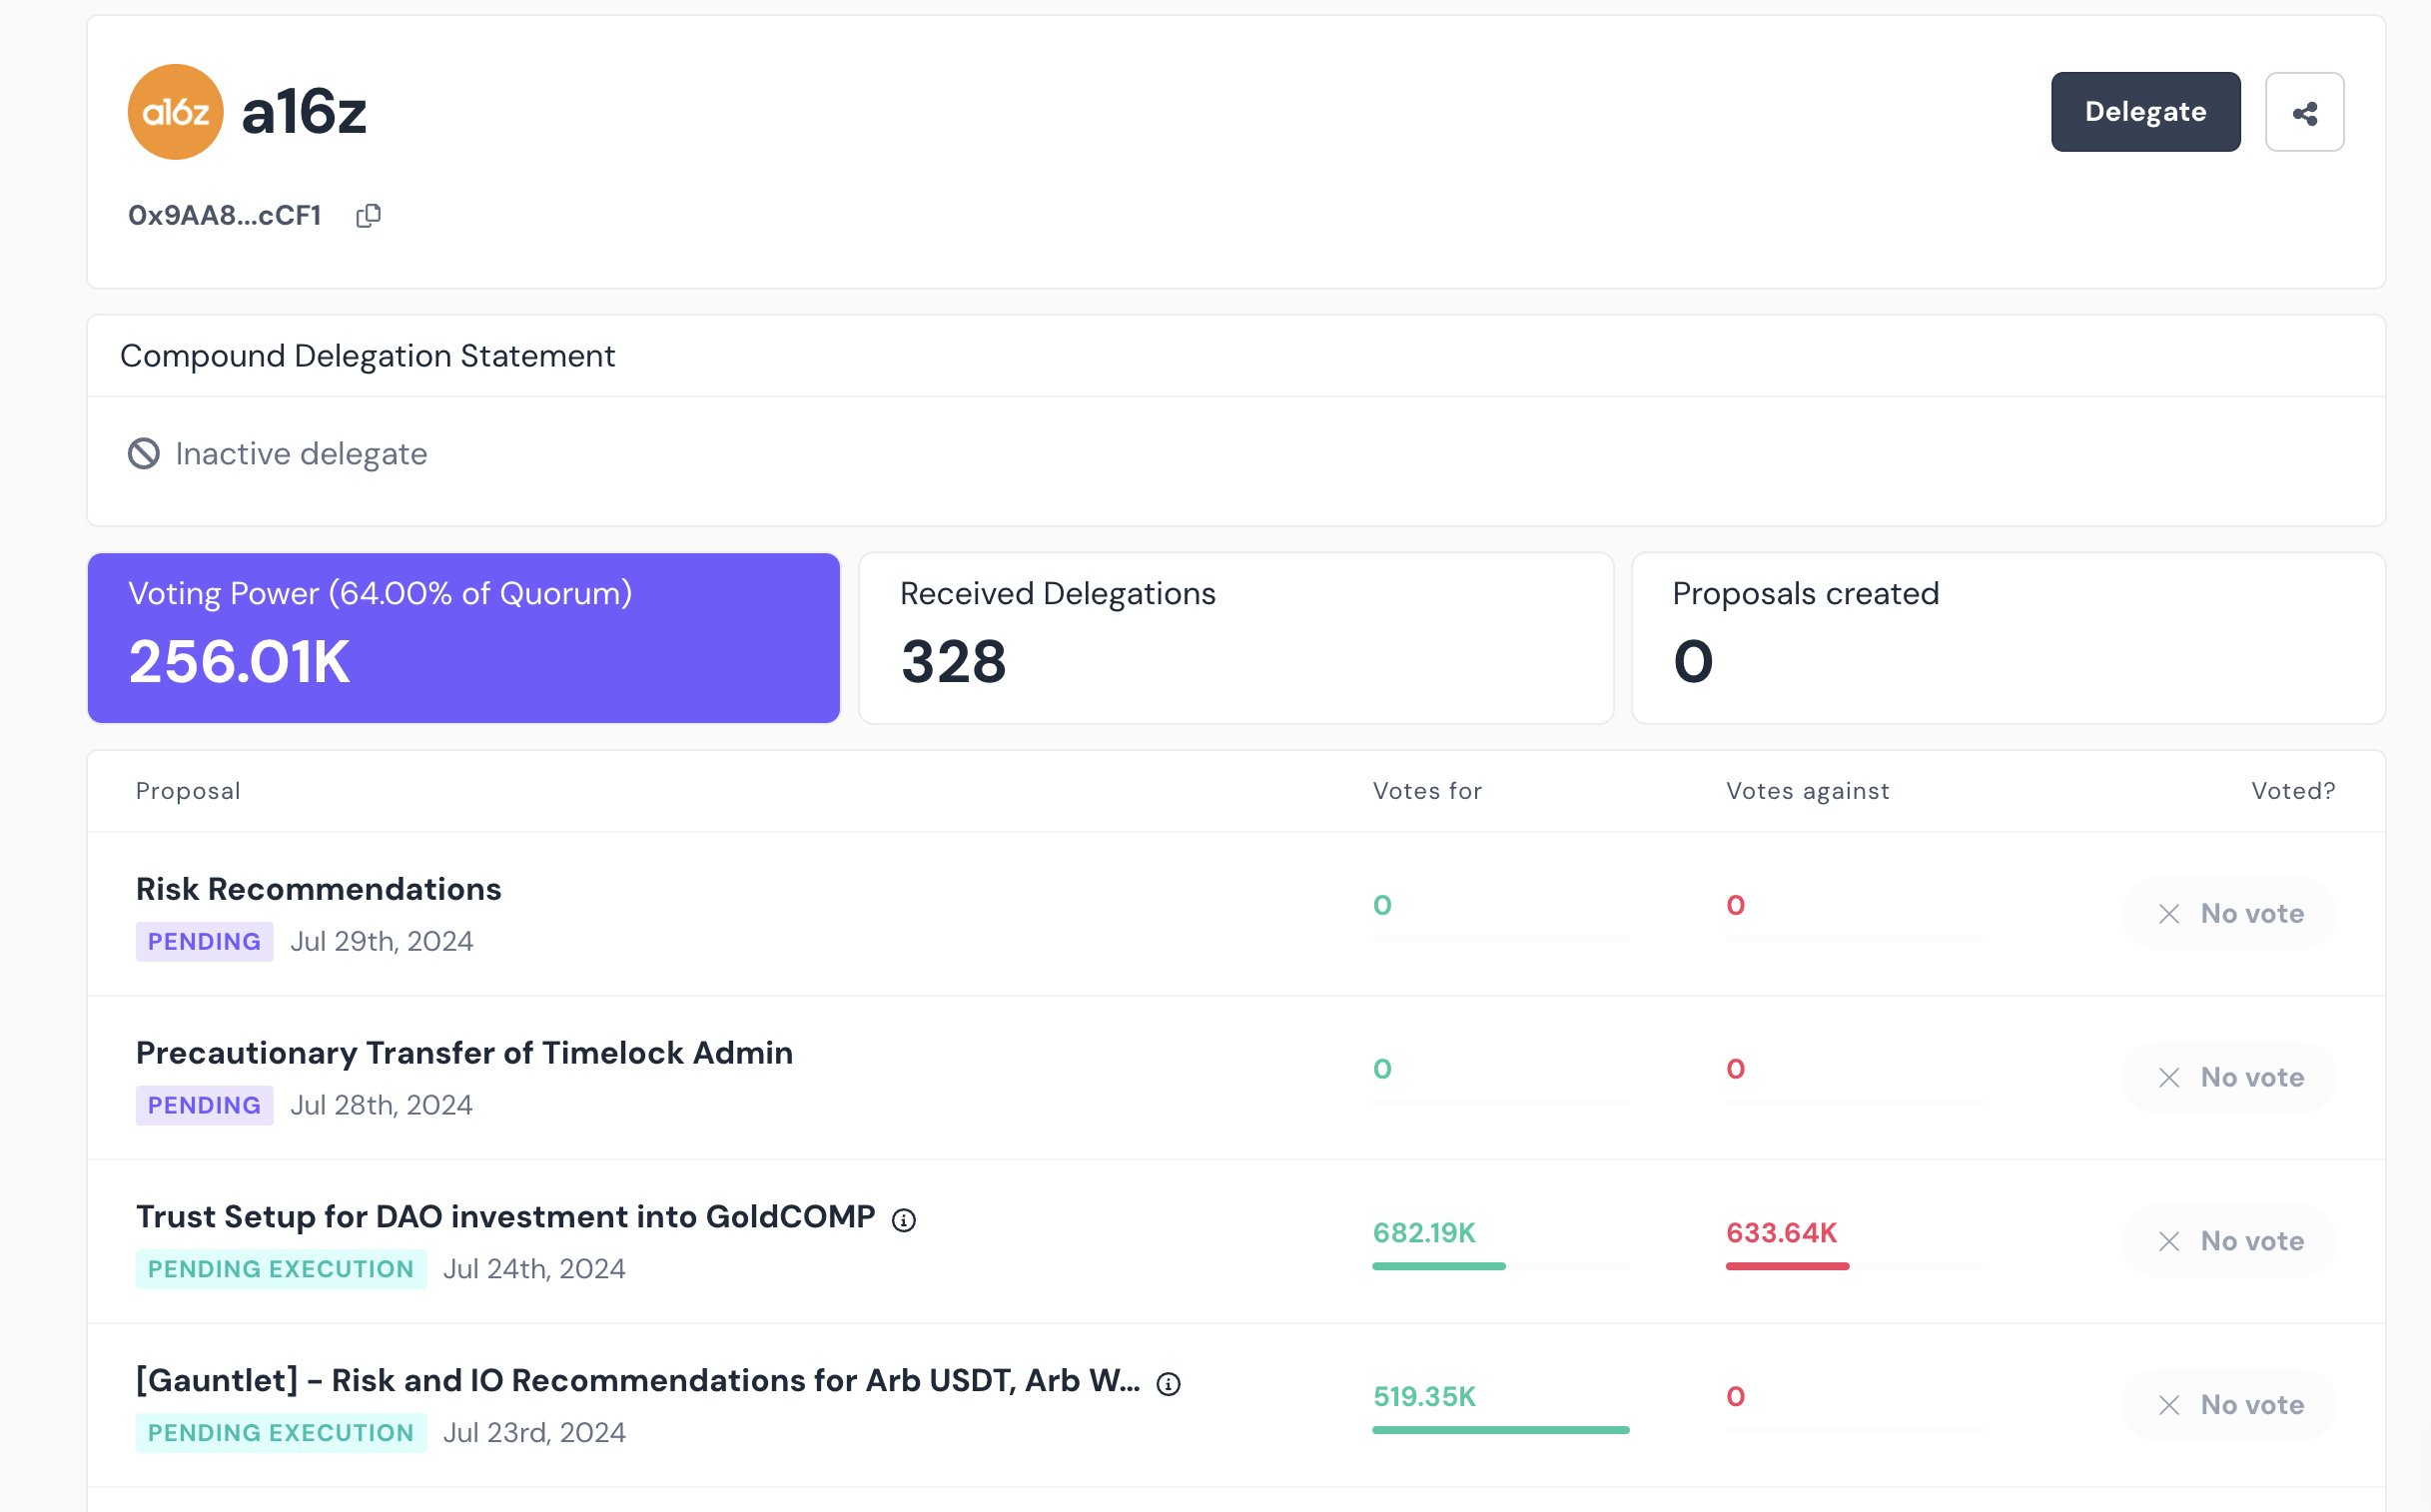 a16z a16z
Delegate
0x9AA8...cCF1
Compound Delegation Statement
Inactive delegate
Voting Power (64.00% of Quorum)
256.01K
Received Delegations
328
Proposals created
0
Proposal Votes for Votes against Voted?
Risk Recommendations
PENDING Jul 29th, 2024
0 0 No vote
Precautionary Transfer of Timelock Admin
PENDING Jul 28th, 2024
0 0 No vote
Trust Setup for DAO investment into GoldCOMP
PENDING EXECUTION Jul 24th, 2024
682.19K 633.64K No vote
[Gauntlet] - Risk and IO Recommendations for Arb USDT, Arb W...
PENDING EXECUTION Jul 23rd, 2024
519.35K 0 No vote